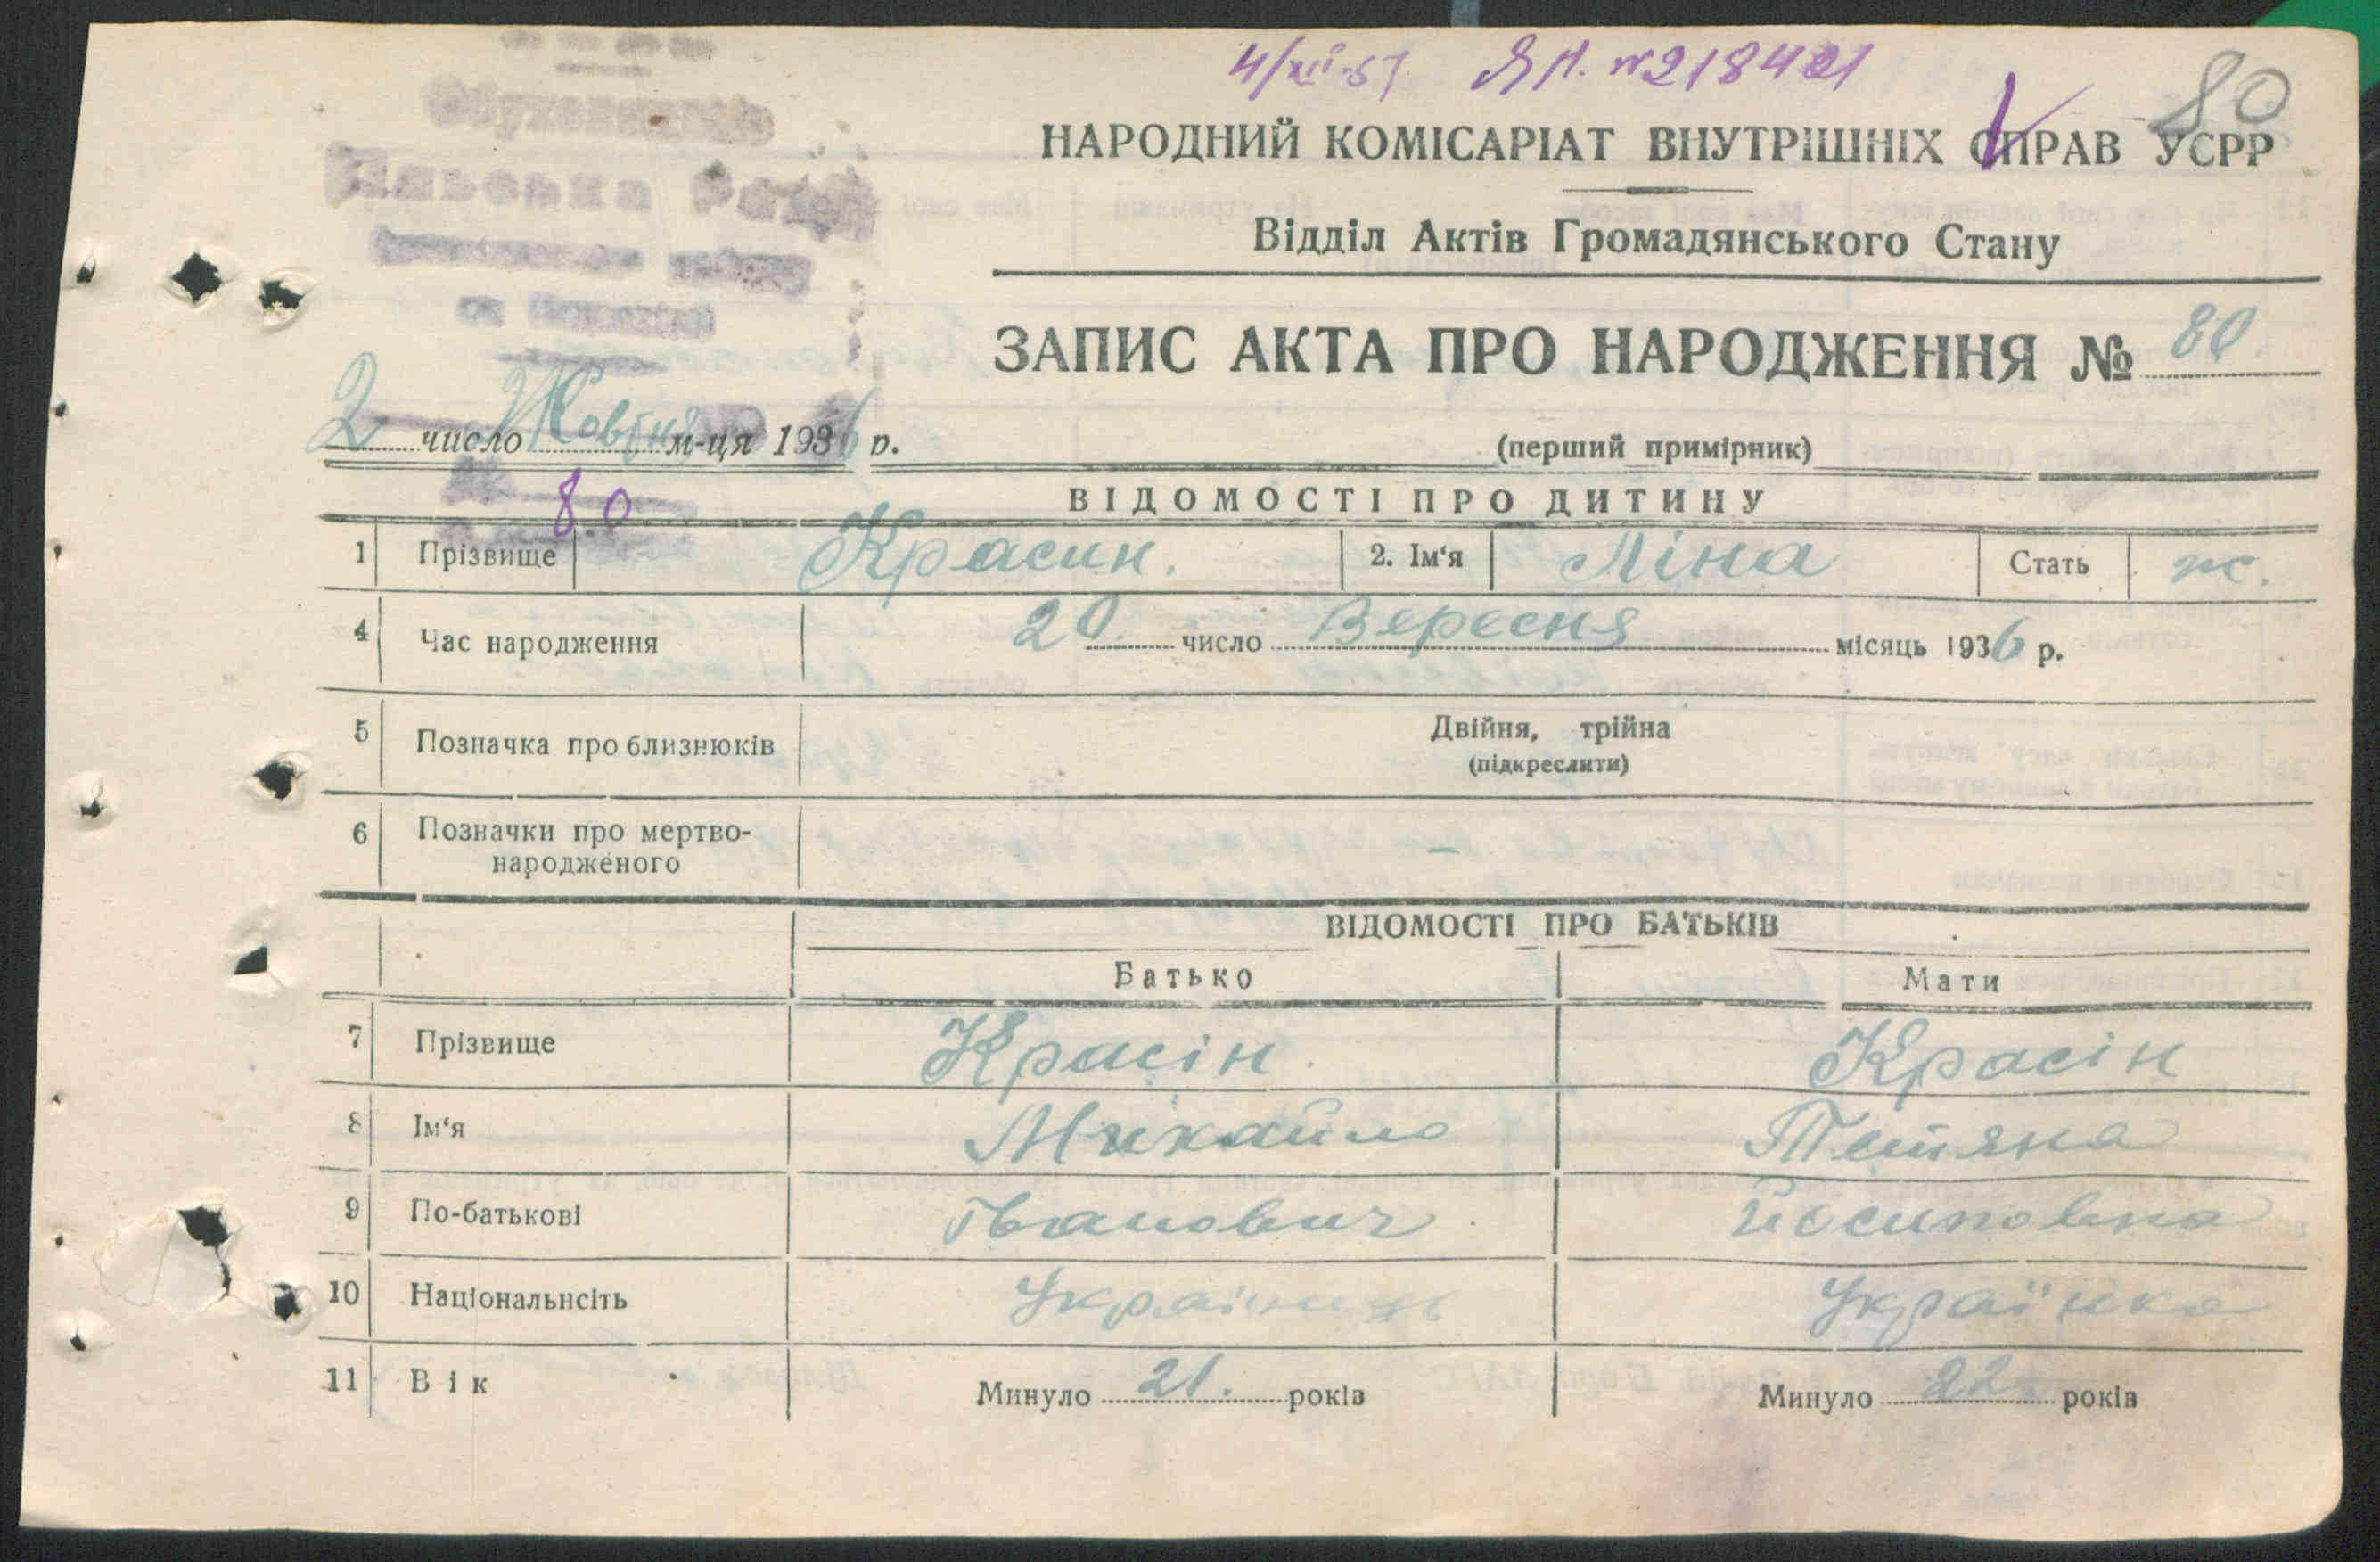 4/XII-57 ЯП. №218421
80
НАРОДНИЙ КОМІСАРІАТ ВНУТРІШНІХ СПРАВ УСРР
Відділ Актів Громадянського Стану
ЗАПИС АКТА ПРО НАРОДЖЕННЯ № 80.
2 число Жовтня м-ця 1936 р.
(перший примірник)
80
ВІДОМОСТІ ПРО ДИТИНУ
1 Прізвище Красин. 2. Ім'я Ліна Стать ж.
4 Час народження 20 число Вересня місяць 1936 р.
5 Позначка про близнюків Двійня, трійна
(підкреслити)
6 Позначки про мертво-
народженого
ВІДОМОСТІ ПРО БАТЬКІВ
Батько Мати
7 Прізвище Красін Красін
8 Ім'я Михайло Тетяна
9 По-батькові Іванович Йосиповна
10 Національнсіть Українець Українка
11 Вік Минуло 21. років Минуло 22 років